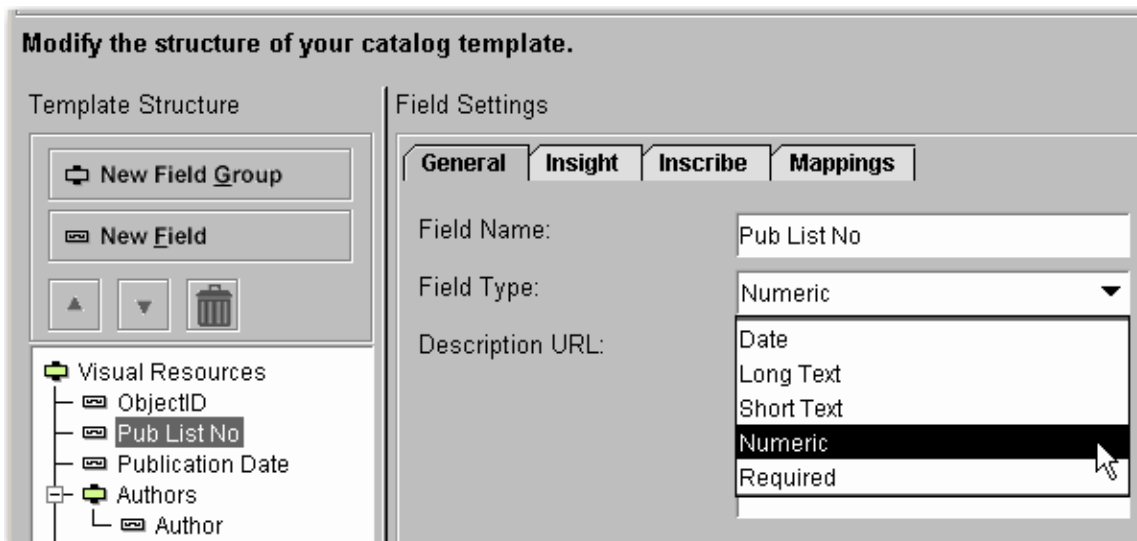 Modify the structure of your catalog template.
Template Structure
New Field Group
New Field
Visual Resources
ObjectID
Pub List No
Publication Date
Authors
Author
Field Settings
General Insight Inscribe Mappings
Field Name: Pub List No
Field Type: Numeric
Description URL:
Date
Long Text
Short Text
Numeric
Required